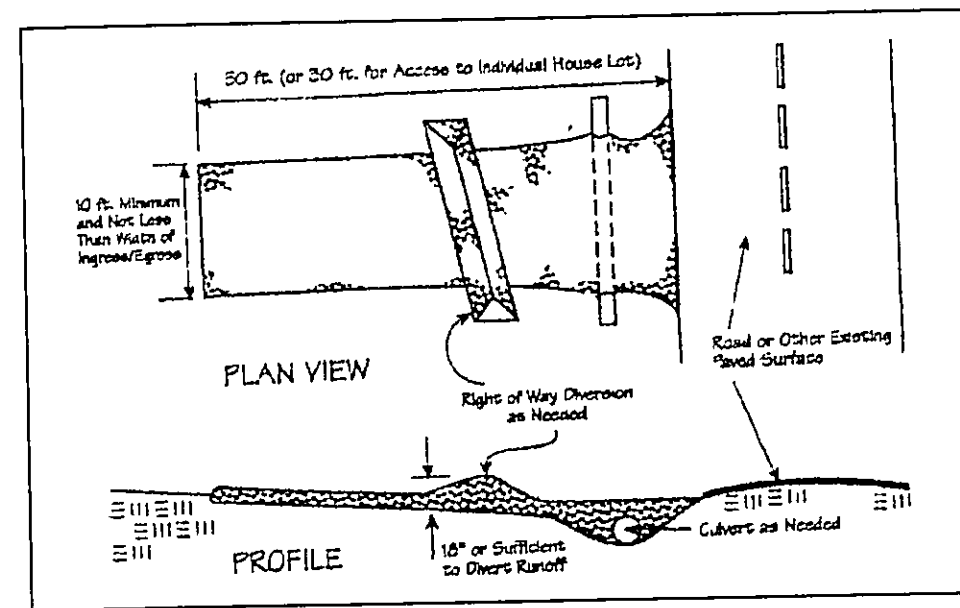 50 ft. (or 30 ft. for Access to Individual House Lot)
10 ft. Minimum
and Not Less
Than Width of
Ingress/Egress
PLAN VIEW
Right of Way Diversion
as Needed
Road or Other Existing
Paved Surface
Culvert as Needed
18" or Sufficient
to Divert Runoff
PROFILE